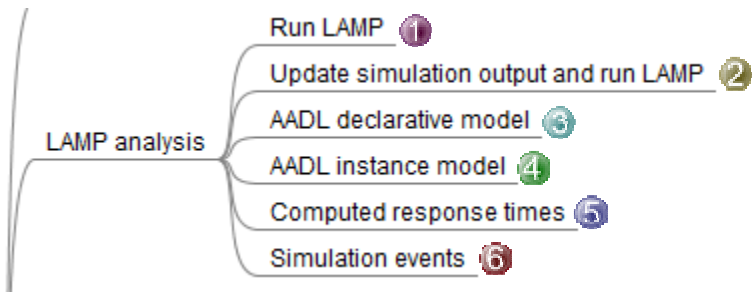 Run LAMP 1
Update simulation output and run LAMP 2
AADL declarative model 3
LAMP analysis
AADL instance model 4
Computed response times 5
Simulation events 6